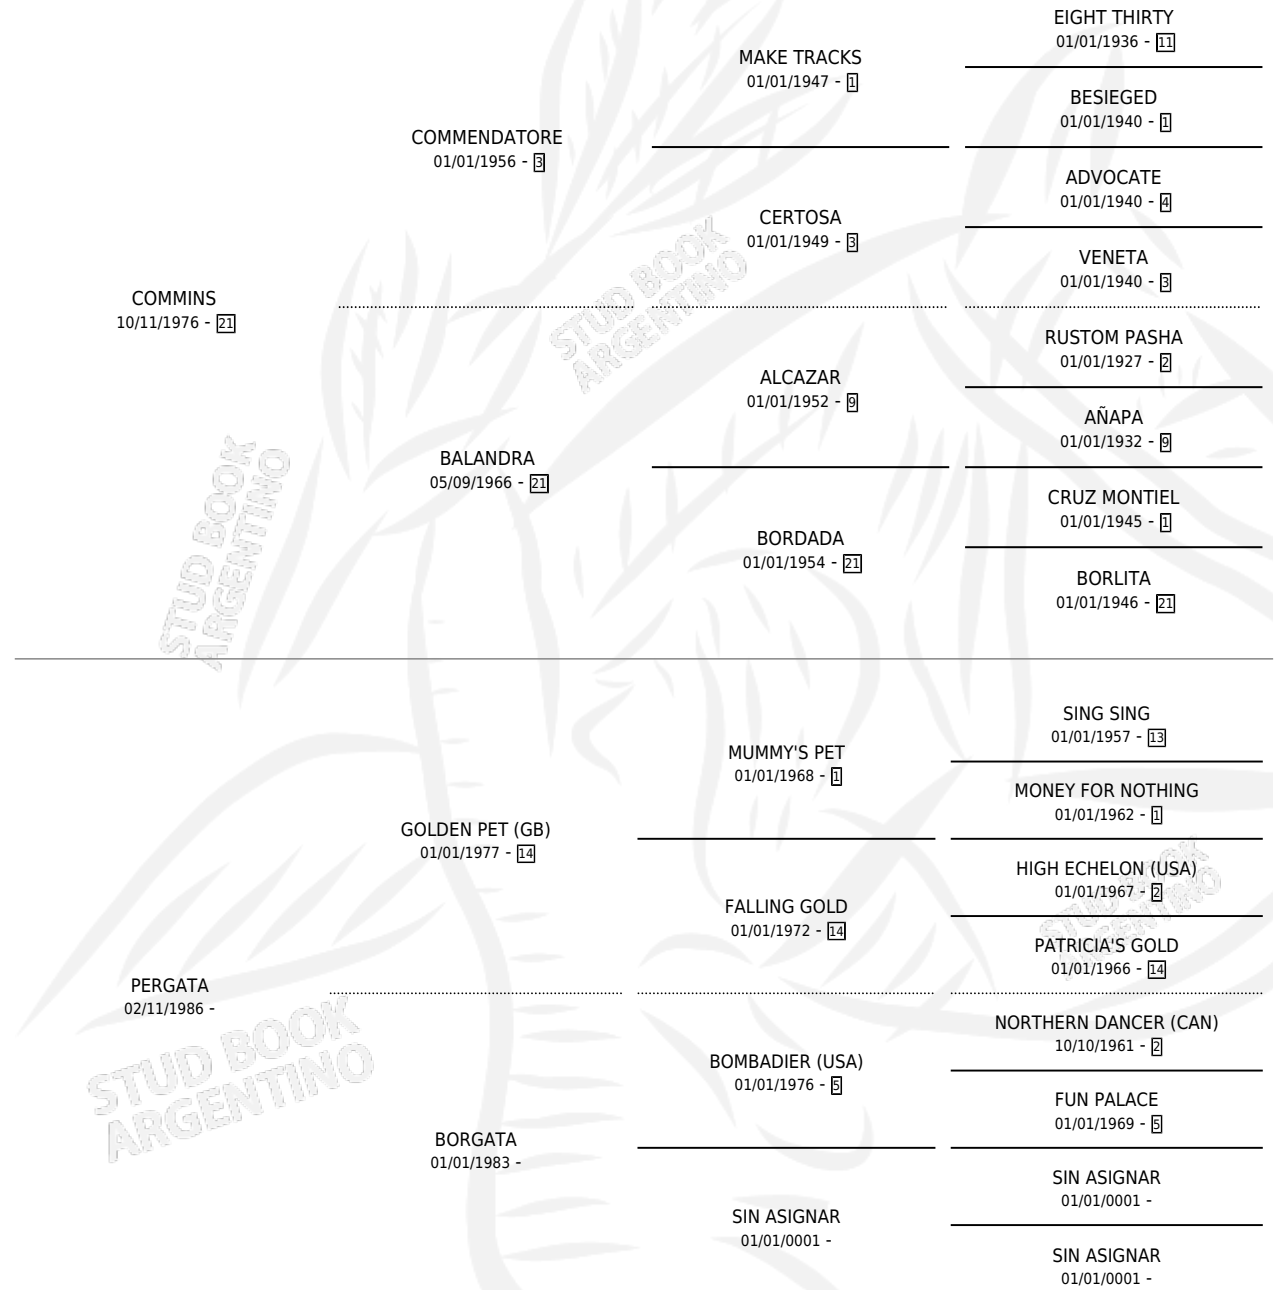 EIGHT THIRTY
01/01/1936 - 11
MAKE TRACKS
01/01/1947 - 1
BESIEGED
01/01/1940 - 1
COMMENDATORE
01/01/1956 - 3
ADVOCATE
01/01/1940 - 4
CERTOSA
01/01/1949 - 3
VENETA
01/01/1940 - 3
COMMINS
10/11/1976 - 21
STUD BOOK
ARGENTINO
RUSTOM PASHA
01/01/1927 - 2
ALCAZAR
01/01/1952 - 9
AÑAPA
01/01/1932 - 9
BALANDRA
05/09/1966 - 21
CRUZ MONTIEL
01/01/1945 - 1
BORDADA
01/01/1954 - 21
BORLITA
01/01/1946 - 21
STUD BOOK
ARGENTINO
SING SING
01/01/1957 - 13
MUMMY'S PET
01/01/1968 - 1
MONEY FOR NOTHING
01/01/1962 - 1
GOLDEN PET (GB)
01/01/1977 - 14
HIGH ECHELON (USA)
01/01/1967 - 2
FALLING GOLD
01/01/1972 - 14
PATRICIA'S GOLD
01/01/1966 - 14
STUD BOOK
ARGENTINO
PERGATA
02/11/1986 -
NORTHERN DANCER (CAN)
10/10/1961 - 2
BOMBADIER (USA)
01/01/1976 - 5
FUN PALACE
01/01/1969 - 5
STUD BOOK
ARGENTINO
BORGATA
01/01/1983 -
SIN ASIGNAR
01/01/0001 -
SIN ASIGNAR
01/01/0001 -
SIN ASIGNAR
01/01/0001 -